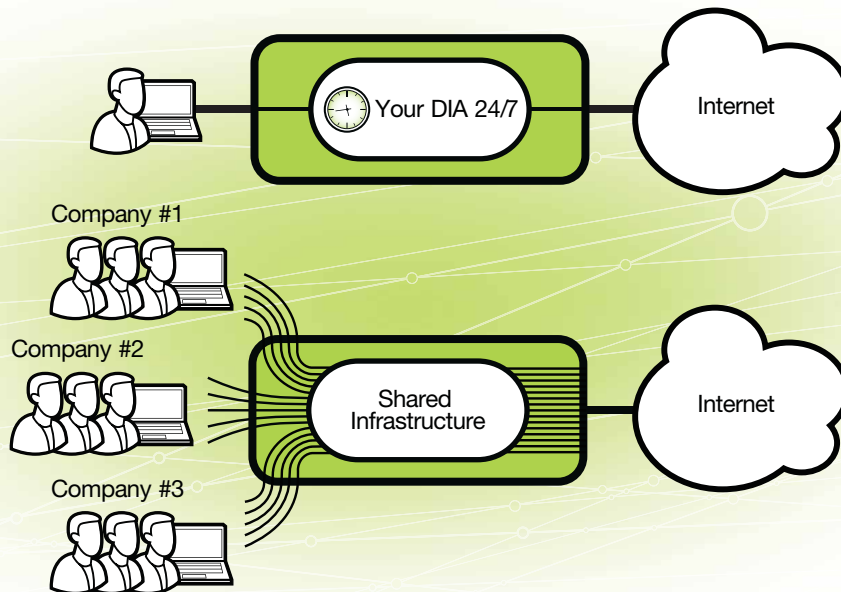 Your DIA 24/7
Internet
Company #1
Company #2
Shared
Infrastructure
Internet
Company #3